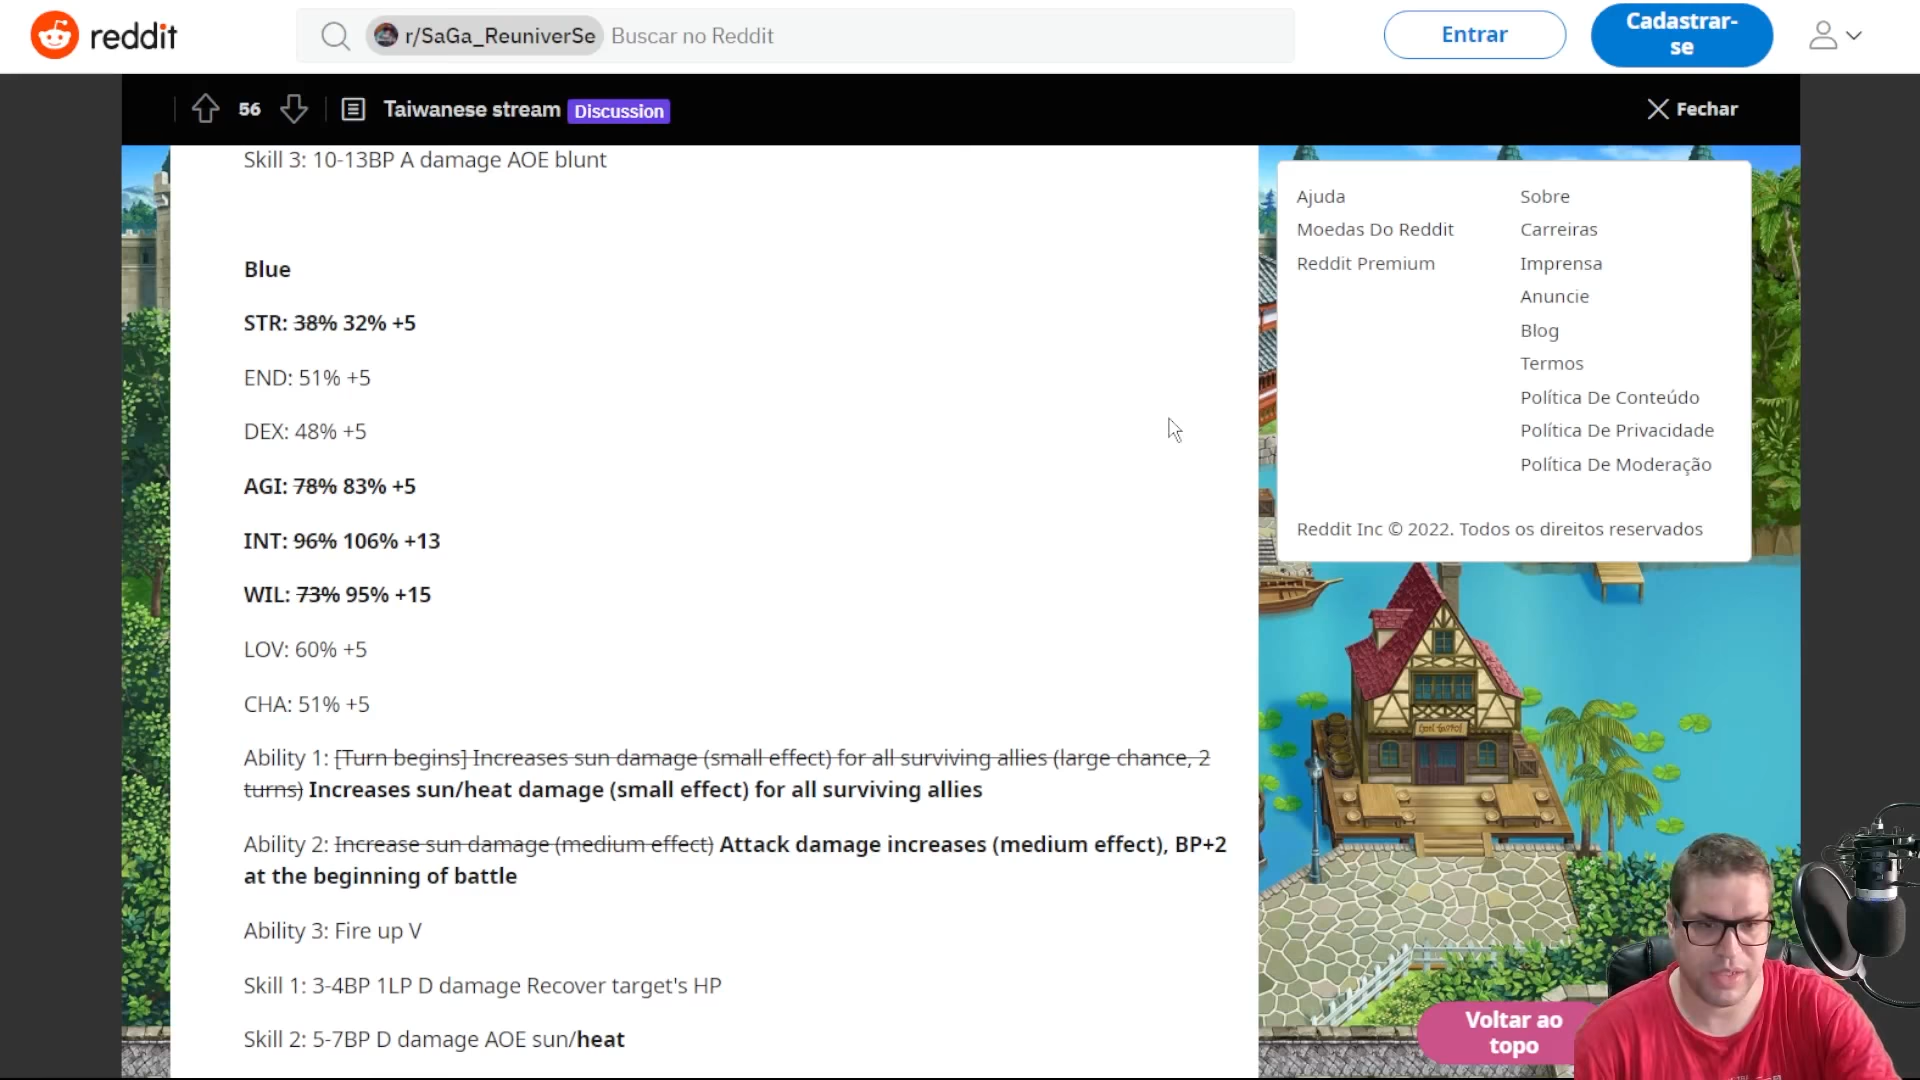 reddit
r/SaGa_ReuniverSe Buscar no Reddit
Entrar
Cadastrar-
se
56
Taiwanese stream Discussion
Fechar
Skill 3: 10-13BP A damage AOE blunt
Blue
STR: 38% 32% +5
END: 51% +5
DEX: 48% +5
AGI: 78% 83% +5
INT: 96% 106% +13
WIL: 73% 95% +15
LOV: 60% +5
CHA: 51% +5
Ability 1: [Turn begins] Increases sun damage (small effect) for all surviving allies (large chance, 2
turns) Increases sun/heat damage (small effect) for all surviving allies
Ability 2: Increase sun damage (medium effect) Attack damage increases (medium effect), BP+2
at the beginning of battle
Ability 3: Fire up V
Skill 1: 3-4BP 1LP D damage Recover target's HP
Skill 2: 5-7BP D damage AOE sun/heat
Ajuda
Moedas Do Reddit
Reddit Premium
Sobre
Carreiras
Imprensa
Anuncie
Blog
Termos
Política De Conteúdo
Política De Privacidade
Política De Moderação
Reddit Inc © 2022. Todos os direitos reservados
Voltar ao
topo